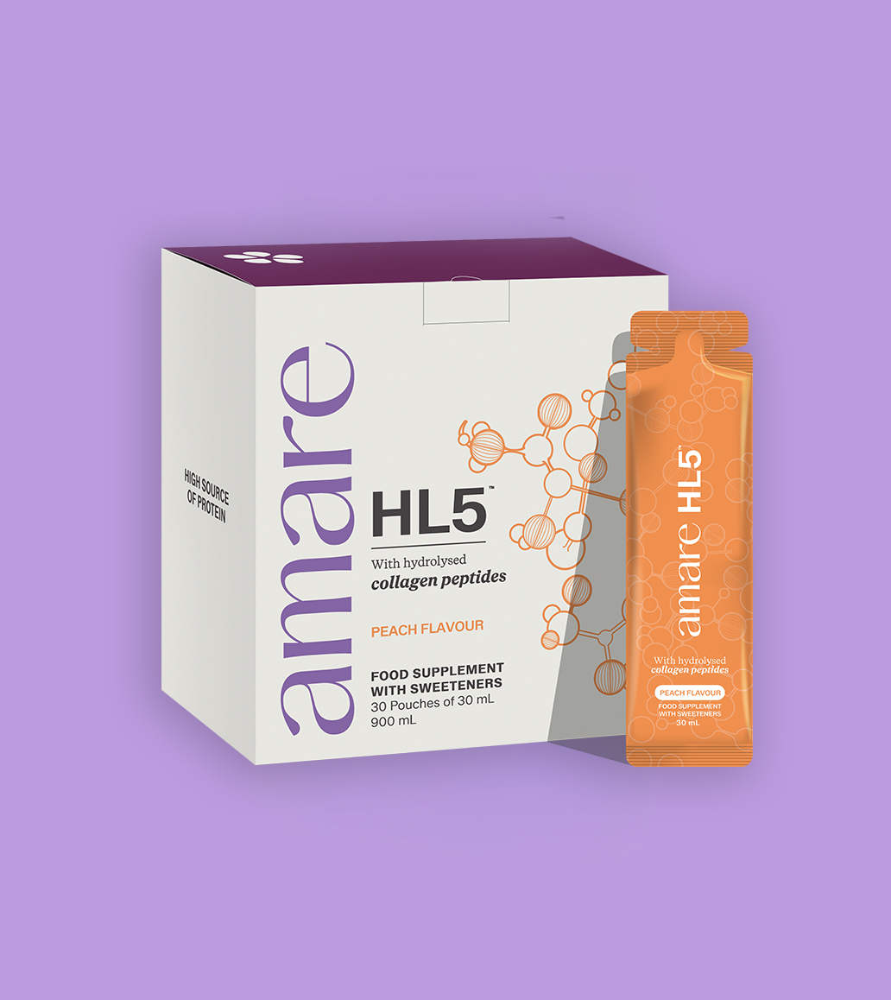 HIGH SOURCE
OF PROTEIN
amare
HL5™
With hydrolysed
collagen peptides
PEACH FLAVOUR
FOOD SUPPLEMENT
WITH SWEETENERS
30 Pouches of 30 mL
900 mL
amare HL5™
With hydrolysed
collagen peptides
PEACH FLAVOUR
FOOD SUPPLEMENT
WITH SWEETENERS
30 mL